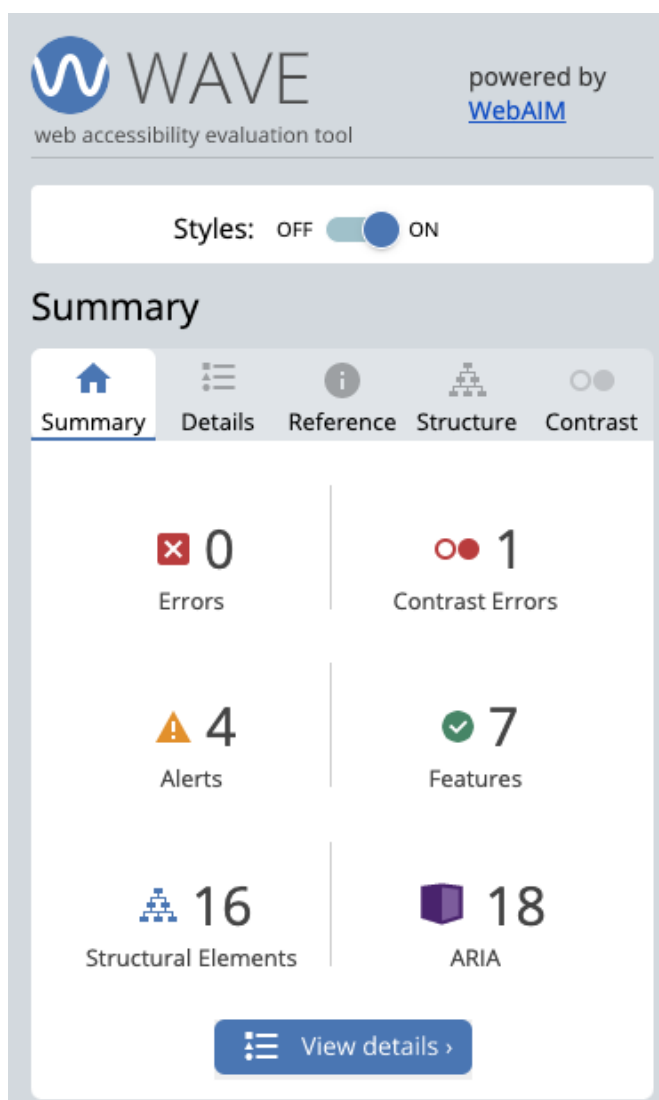 WAVE
powered by
WebAIM
web accessibility evaluation tool
Styles: OFF ON
Summary
Summary Details Reference Structure Contrast
0 1
Errors Contrast Errors
4 7
Alerts Features
16 18
Structural Elements ARIA
View details ›